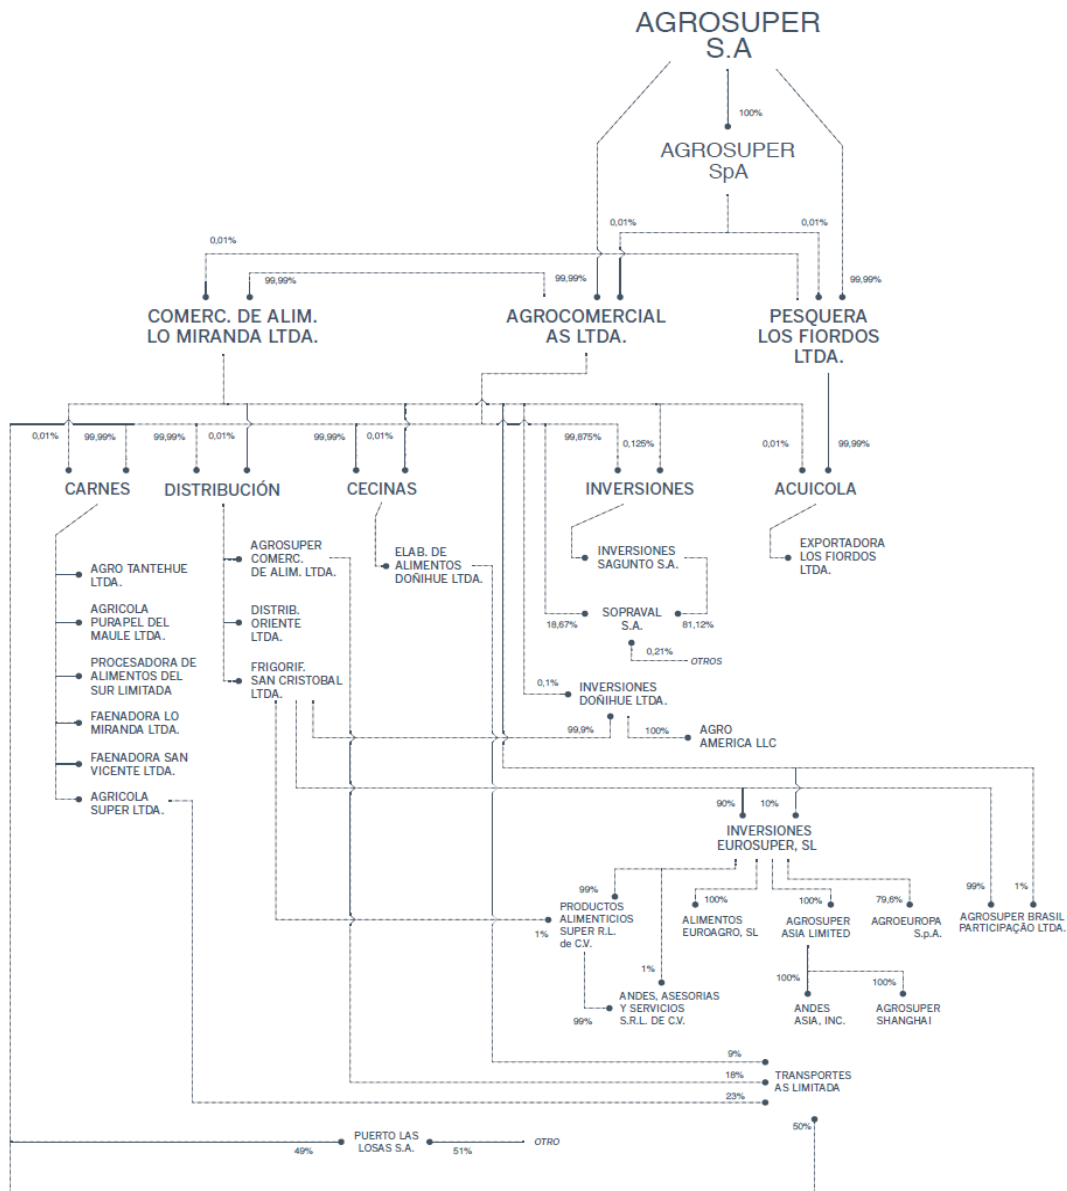 AGROSUPER
S.A
100%
AGROSUPER
SpA
0,01%
0,01%
0,01%
99,99%
99,99%
99,99%
COMERC. DE ALIM.
LO MIRANDA LTDA.
AGROCOMERCIAL
AS LTDA.
PESQUERA
LOS FIORDOS
LTDA.
0,01%
99,99%
99,99%
0,01%
99,99%
0,01%
99,875%
0,125%
0,01%
99,99%
CARNES
DISTRIBUCIÓN
CECINAS
INVERSIONES
ACUICOLA
AGRO TANTEHUE
LTDA.
AGRICOLA
PURAPEL DEL
MAULE LTDA.
PROCESADORA DE
ALIMENTOS DEL
SUR LIMITADA
FAENADORA LO
MIRANDA LTDA.
FAENADORA SAN
VICENTE LTDA.
AGRICOLA
SUPER LTDA.
AGROSUPER
COMERC.
DE ALIM. LTDA.
DISTRIB.
ORIENTE
LTDA.
FRIGORIF.
SAN CRISTOBAL
LTDA.
ELAB. DE
ALIMENTOS
DOÑIHUE LTDA.
INVERSIONES
SAGUNTO S.A.
SOPRAVAL
S.A.
18,67%
81,12%
0,21%
OTROS
0,1%
INVERSIONES
DOÑIHUE LTDA.
99,9%
100%
AGRO
AMERICA LLC
EXPORTADORA
LOS FIORDOS
LTDA.
90%
10%
INVERSIONES
EUROSUPER, SL
99%
100%
100%
79,6%
99%
1%
PRODUCTOS
ALIMENTICIOS
SUPER R.L.
de C.V.
1%
ALIMENTOS
EUROAGRO, SL
AGROSUPER
ASIA LIMITED
AGROEUROPA
S.p.A.
AGROSUPER BRASIL
PARTICIPAÇÃO LTDA.
1%
100%
100%
99%
ANDES, ASESORIAS
Y SERVICIOS
S.R.L. DE C.V.
ANDES
ASIA, INC.
AGROSUPER
SHANGHAI
9%
18%
23%
TRANSPORTES
AS LIMITADA
50%
49%
PUERTO LAS
LOSAS S.A.
51%
OTRO